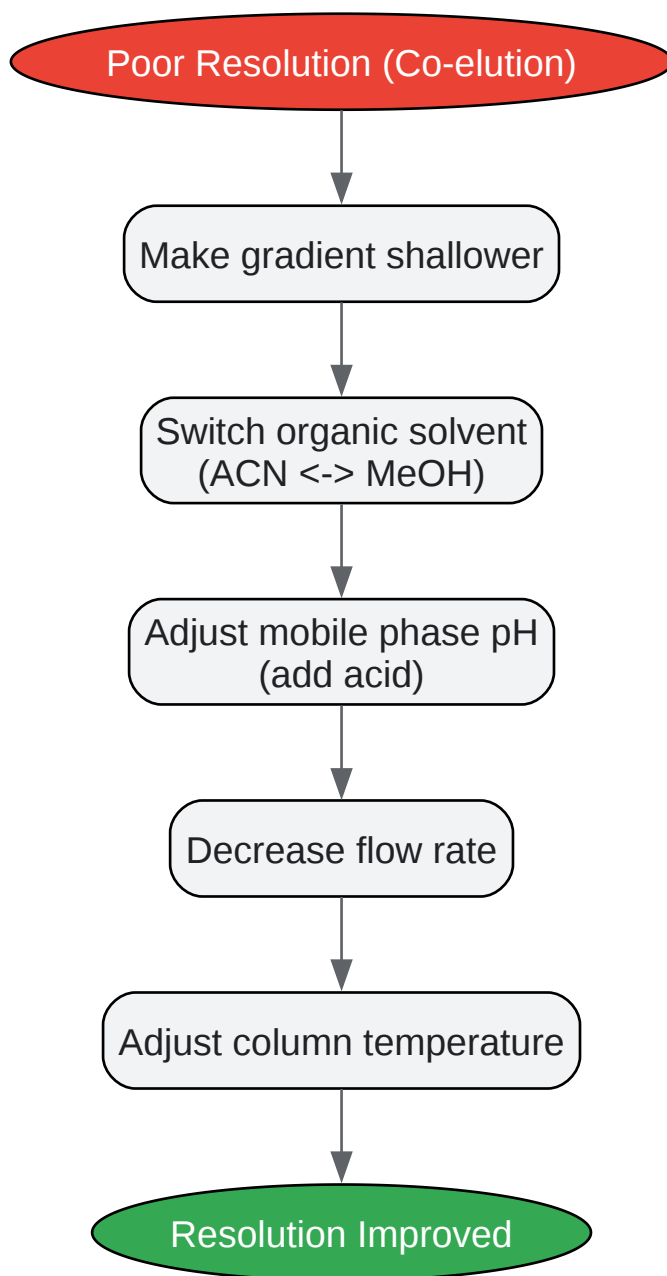 Poor Resolution (Co-elution)
Make gradient shallower
Switch organic solvent
(ACN <-> MeOH)
Adjust mobile phase pH
(add acid)
Decrease flow rate
Adjust column temperature
Resolution Improved